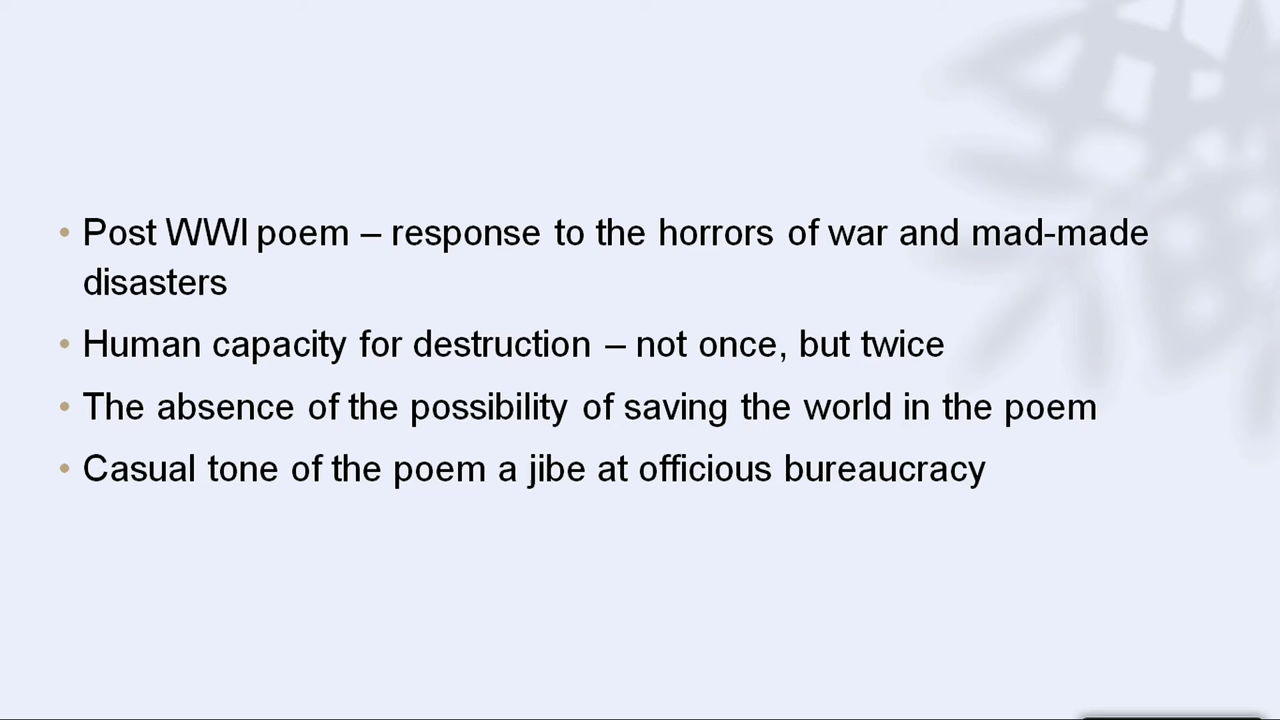 • Post WWI poem – response to the horrors of war and mad-made
disasters
• Human capacity for destruction – not once, but twice
• The absence of the possibility of saving the world in the poem
• Casual tone of the poem a jibe at officious bureaucracy